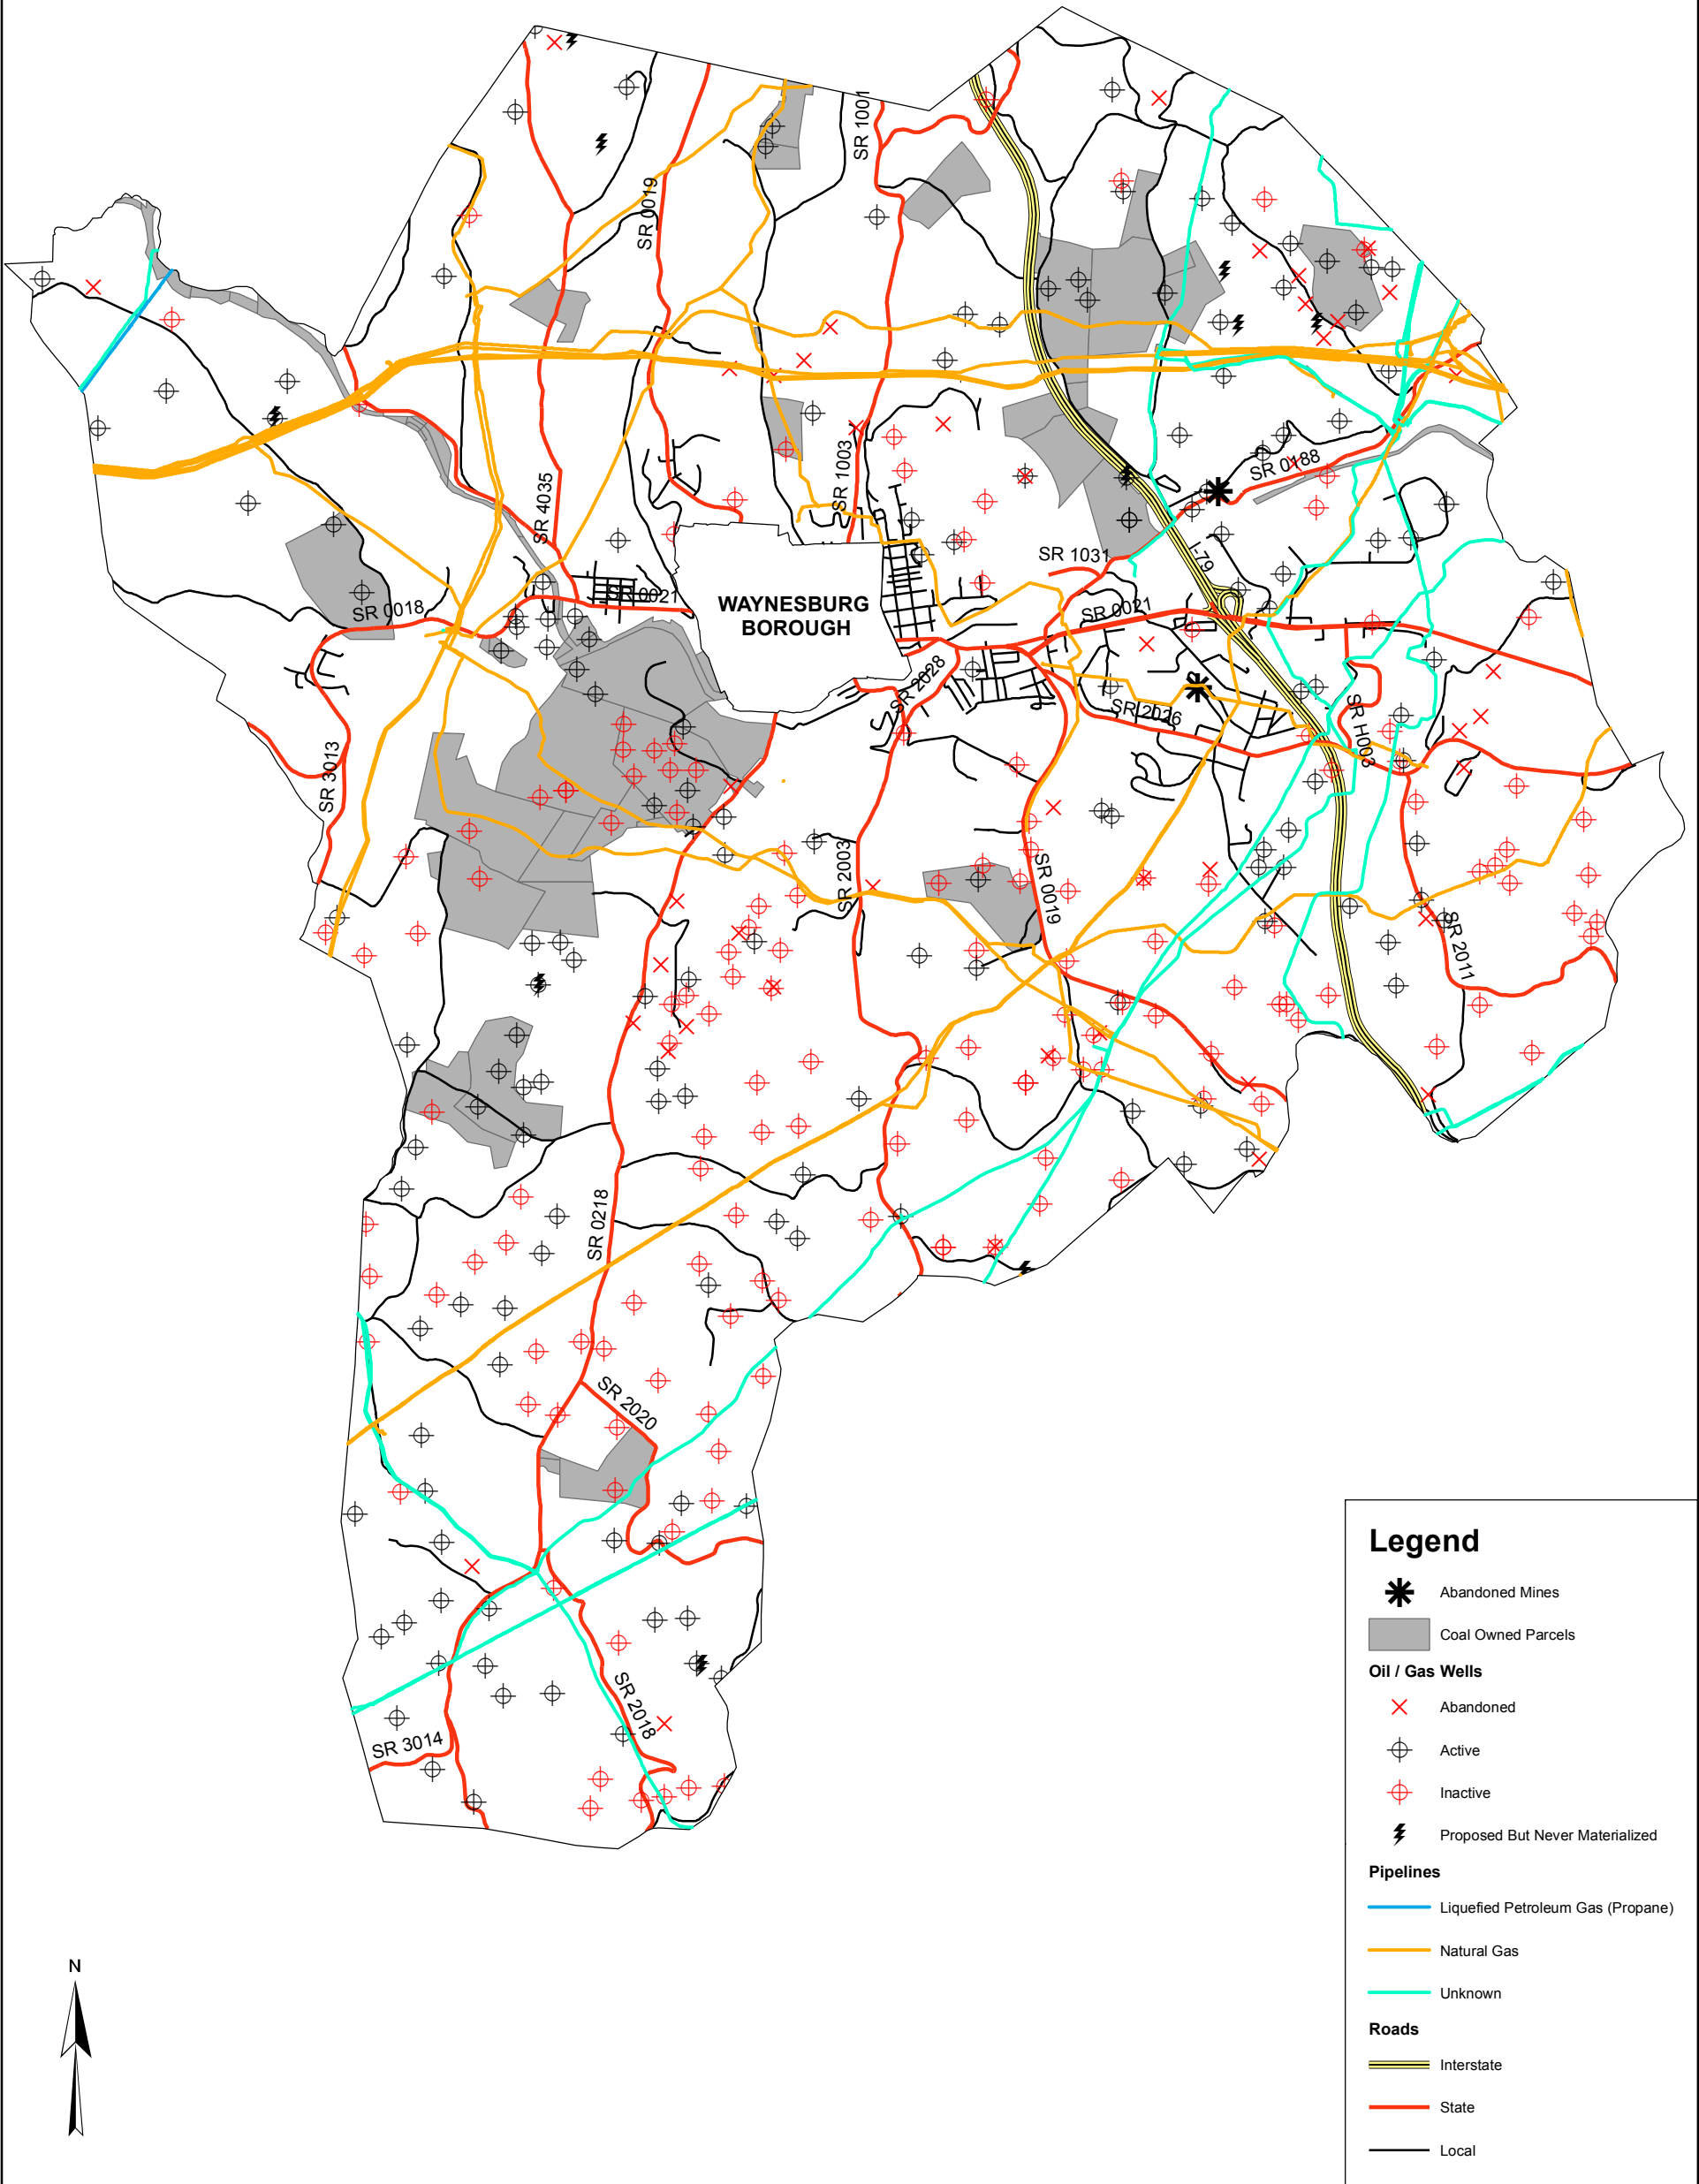 SR 1001
SR 0019
SR 4035
SR 1003
SR 0188
I-79
SR 1031
SR 0021
SR 0021
SR 0018
WAYNESBURG
BOROUGH
SR 2028
SR 2026
SR H003
SR 3013
SR 2003
SR 0019
SR 2011
SR 0218
SR 2020
SR 2018
SR 3014
N
Legend
Abandoned Mines
Coal Owned Parcels
Oil / Gas Wells
Abandoned
Active
Inactive
Proposed But Never Materialized
Pipelines
Liquefied Petroleum Gas (Propane)
Natural Gas
Unknown
Roads
Interstate
State
Local